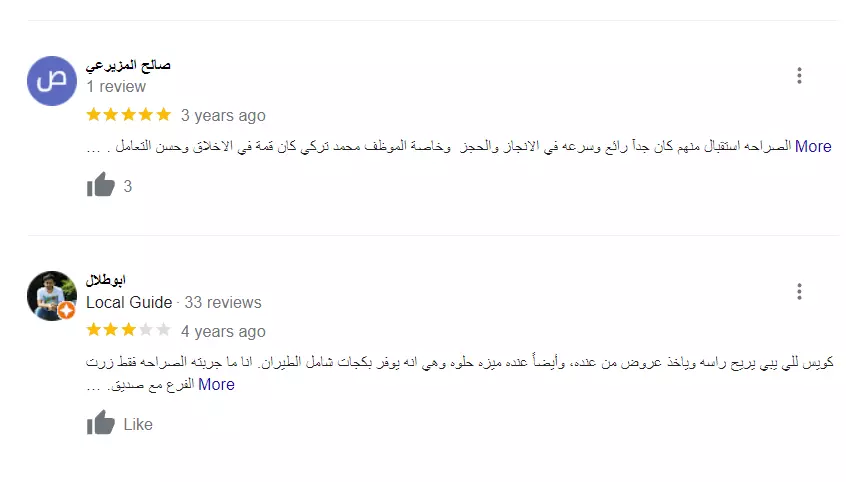 ص
صالح المزيرعي
1 review
3 years ago
الصراحه استقبال منهم كان جدآ رائع وسرعه في الانجاز والحجز وخاصة الموظف محمد تركي كان قمة في الاخلاق وحسن التعامل . ... More
3
ابوطلال
Local Guide · 33 reviews
4 years ago
كويس للي يبي يريح راسه وياخذ عروض من عنده، وأيضاً عنده ميزه حلوه وهي انه يوفر بكجات شامل الطيران. انا ما جربته الصراحه فقط زرت
الفرع مع صديق. ... More
Like